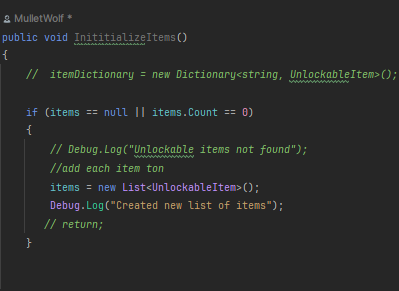 MulletWolf *
public void InititializeItems()
{
//  itemDictionary = new Dictionary<string, UnlockableItem>();
if (items == null || items.Count == 0)
{
// Debug.Log("Unlockable items not found");
//add each item ton
items = new List<UnlockableItem>();
Debug.Log("Created new list of items");
// return;
}